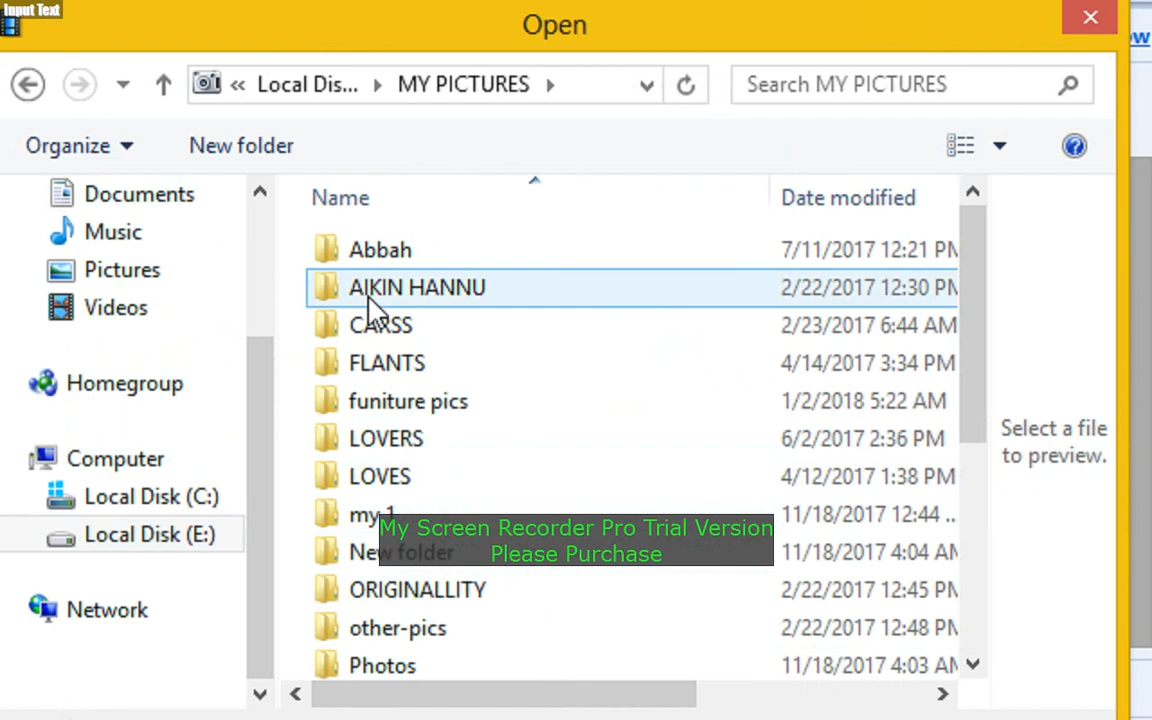 Input Text
Open
ow
« Local Dis... MY PICTURES
Search MY PICTURES
Organize
New folder
Documents
Music
Pictures
Videos
Homegroup
Computer
Local Disk (C:)
Local Disk (E:)
Network
Name Date modified
Abbah 7/11/2017 12:21 PM
AIKIN HANNU 2/22/2017 12:30 PM
CARSS 2/23/2017 6:44 AM
FLANTS 4/14/2017 3:34 PM
funiture pics 1/2/2018 5:22 AM
LOVERS 6/2/2017 2:36 PM
LOVES 4/12/2017 1:38 PM
my 1 11/18/2017 12:44 ..
New folder 11/18/2017 4:04 AM
ORIGINALLITY 2/22/2017 12:45 PM
other-pics 2/22/2017 12:48 PM
Photos 11/18/2017 4:03 AM
Select a file
to preview.
My Screen Recorder Pro Trial Version
Please Purchase